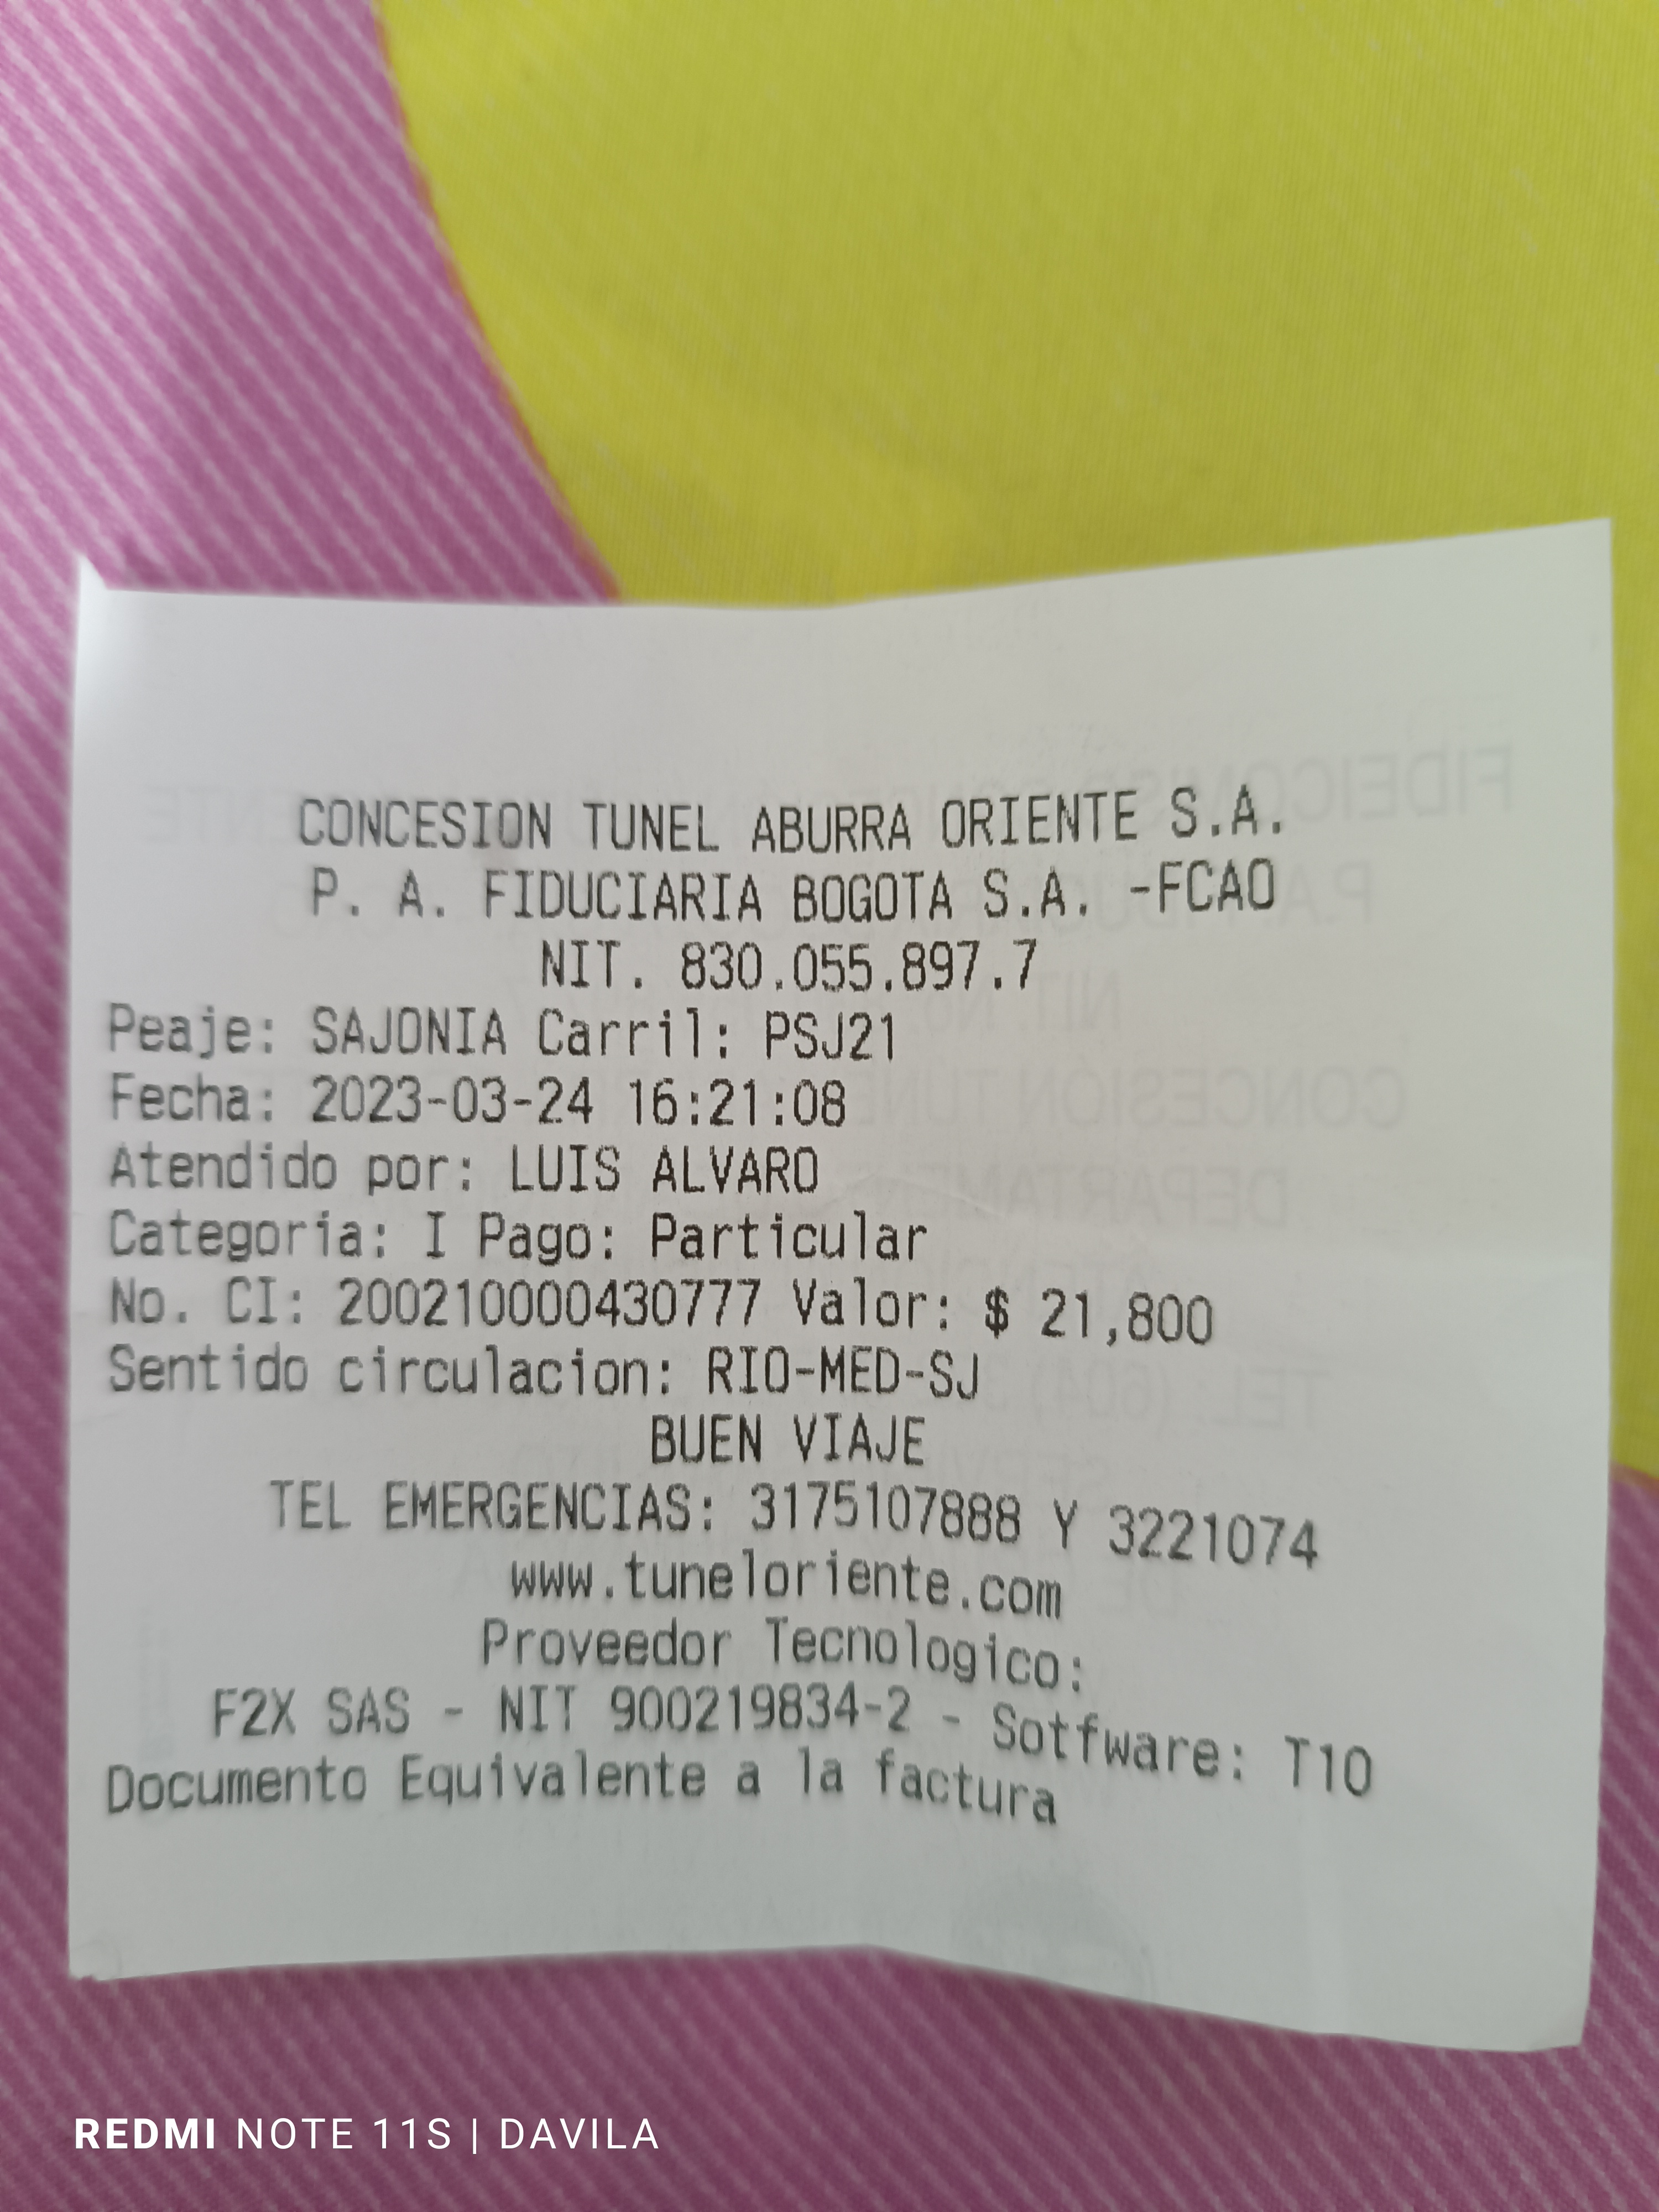 CONCESION TUNEL ABURRA ORIENTE S.A.
P. A. FIDUCIARIA BOGOTA S.A. -FCAO
NIT. 830.055.897.7
Peaje: SAJONIA Carril: PSJ21
Fecha: 2023-03-24 16:21:08
Atendido por: LUIS ALVARO
Categoria: I Pago: Particular
No. CI: 200210000430777 Valor: $ 21,800
Sentido circulacion: RIO-MED-SJ
BUEN VIAJE
TEL EMERGENCIAS: 3175107888 Y 3221074
www.tuneloriente.com
Proveedor Tecnologico:
F2X SAS - NIT 900219834-2 - Sotfware: T10
Documento Equivalente a la factura
REDMI NOTE 11S | DAVILA